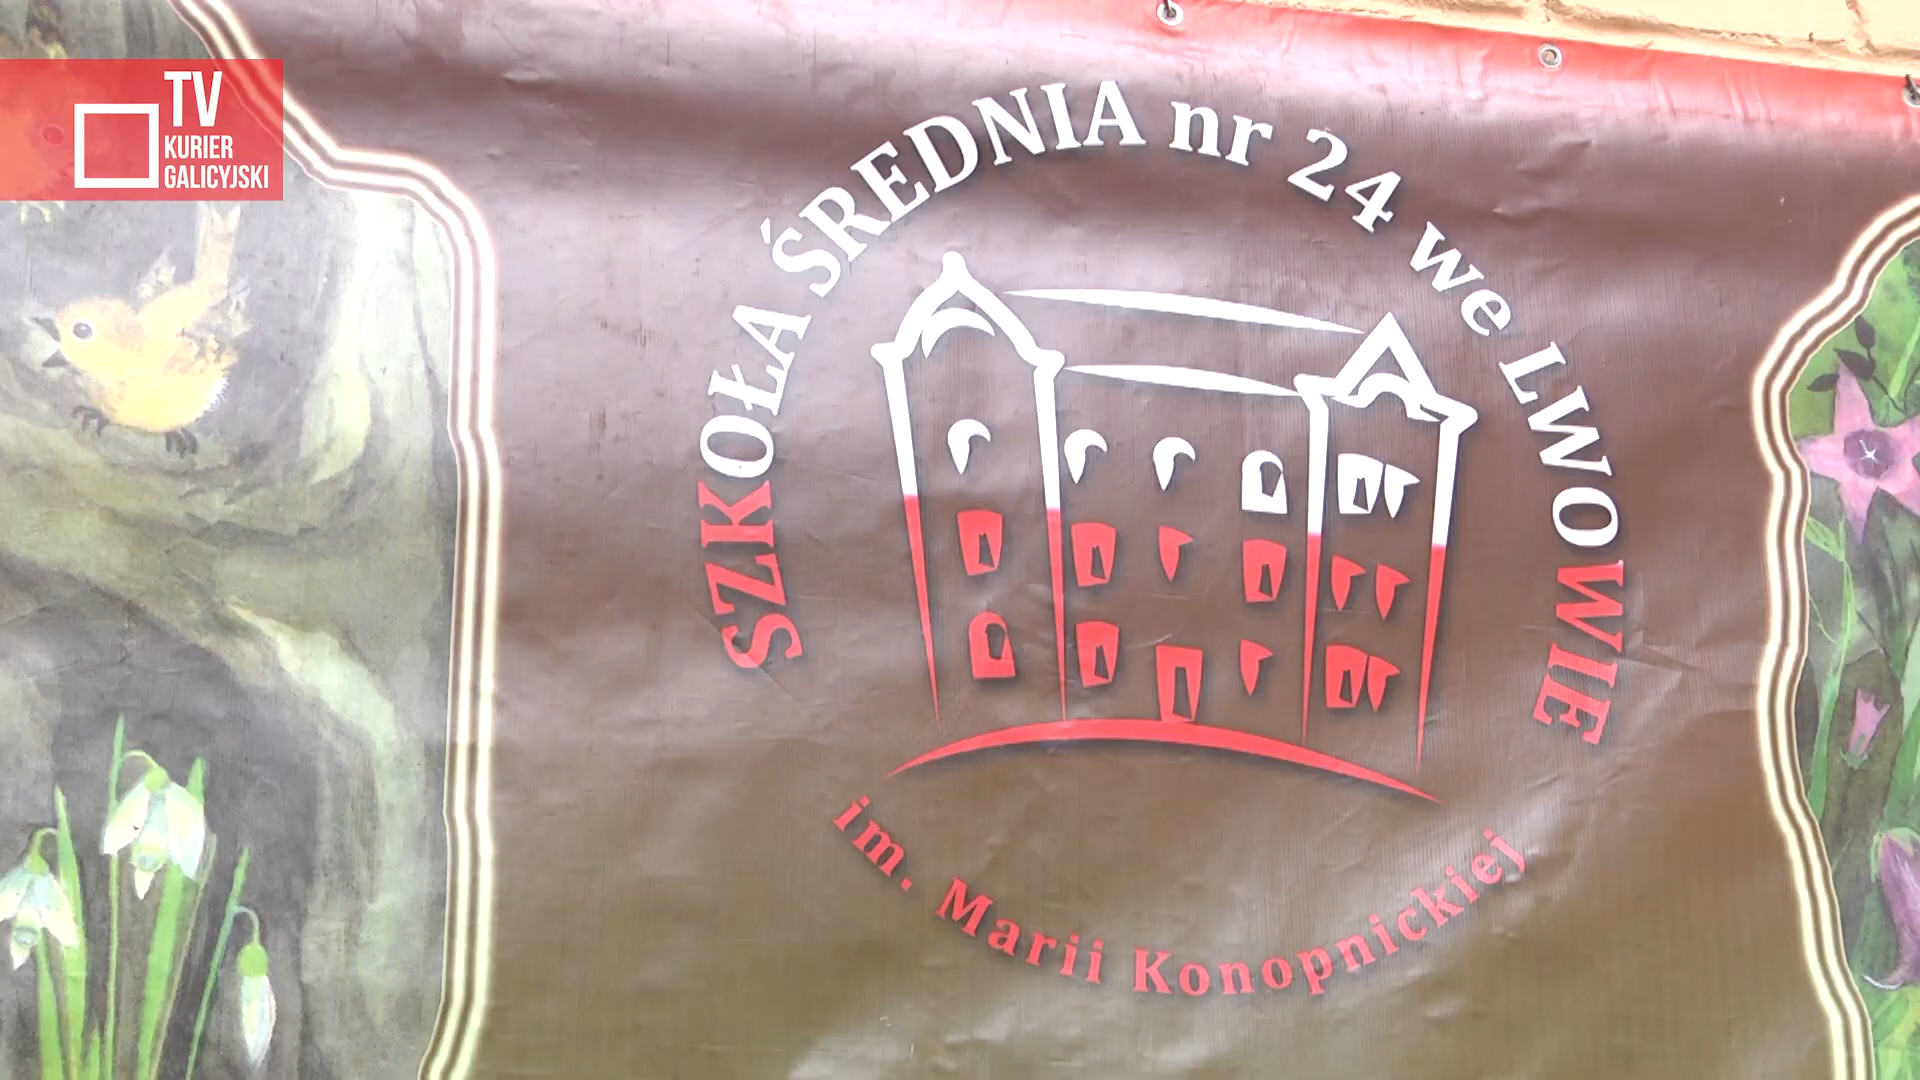 TV
KURIER
GALICYJSKI
SZKOŁA ŚREDNIA nr 24 we LWOWIE
im. Marii Konopnickiej